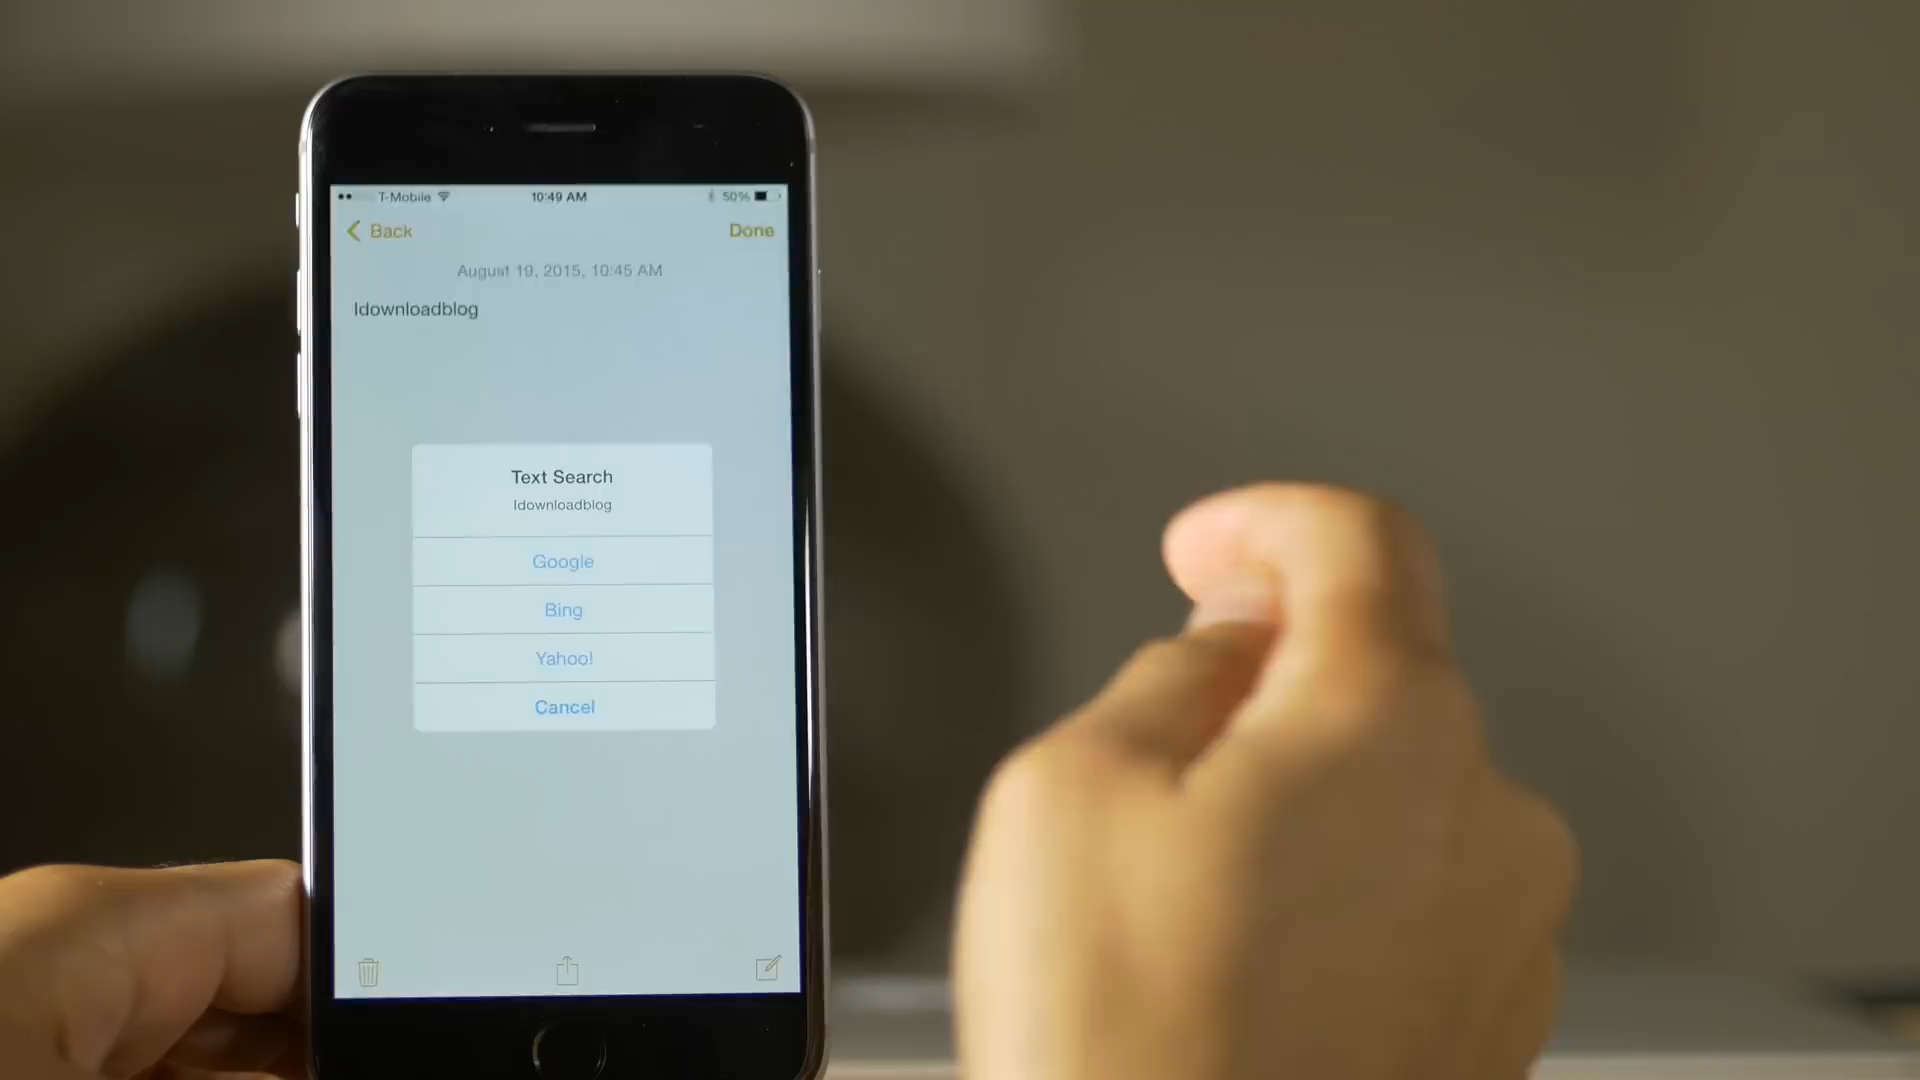 T-Mobile 10:49 AM 50%
Back Done
August 19, 2015, 10:45 AM
Idownloadblog
Text Search
Idownloadblog
Google
Bing
Yahoo!
Cancel